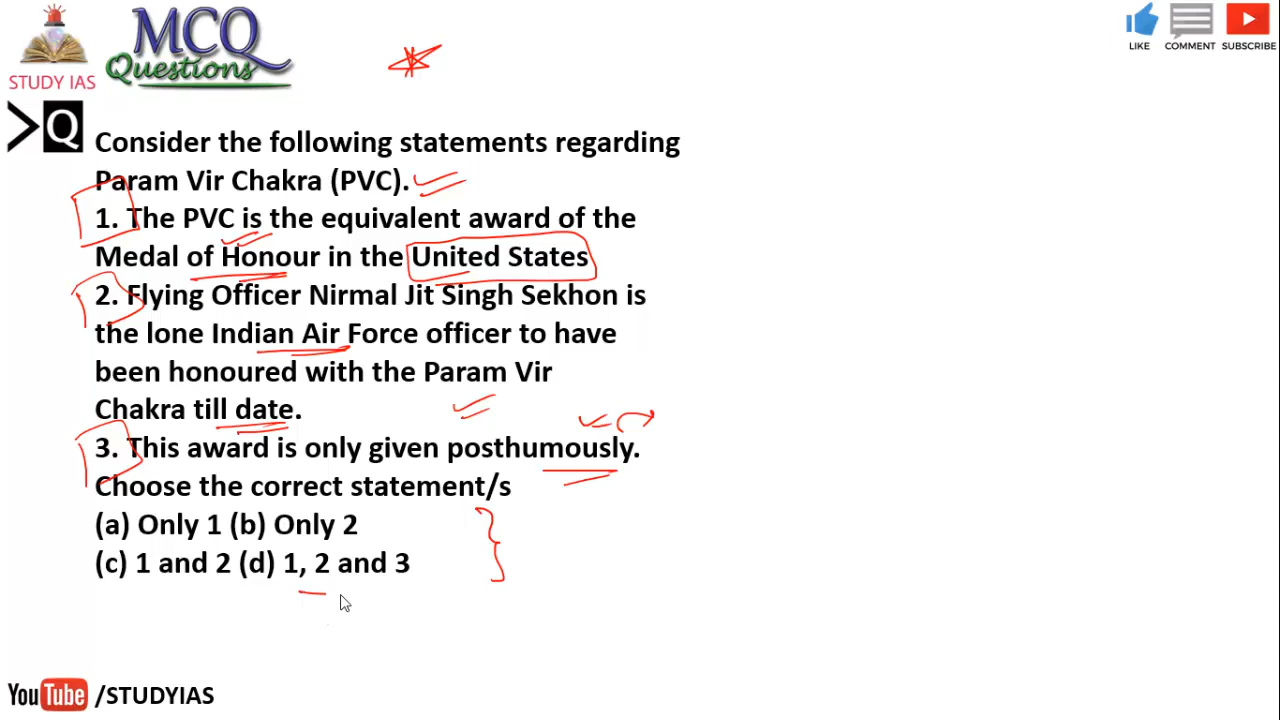 MCQ
Questions
STUDY IAS
LIKE COMMENT SUBSCRIBE
>Q
Consider the following statements regarding
Param Vir Chakra (PVC).
1. The PVC is the equivalent award of the
Medal of Honour in the United States
2. Flying Officer Nirmal Jit Singh Sekhon is
the lone Indian Air Force officer to have
been honoured with the Param Vir
Chakra till date.
3. This award is only given posthumously.
Choose the correct statement/s
(a) Only 1 (b) Only 2
(c) 1 and 2 (d) 1, 2 and 3
YouTube /STUDYIAS